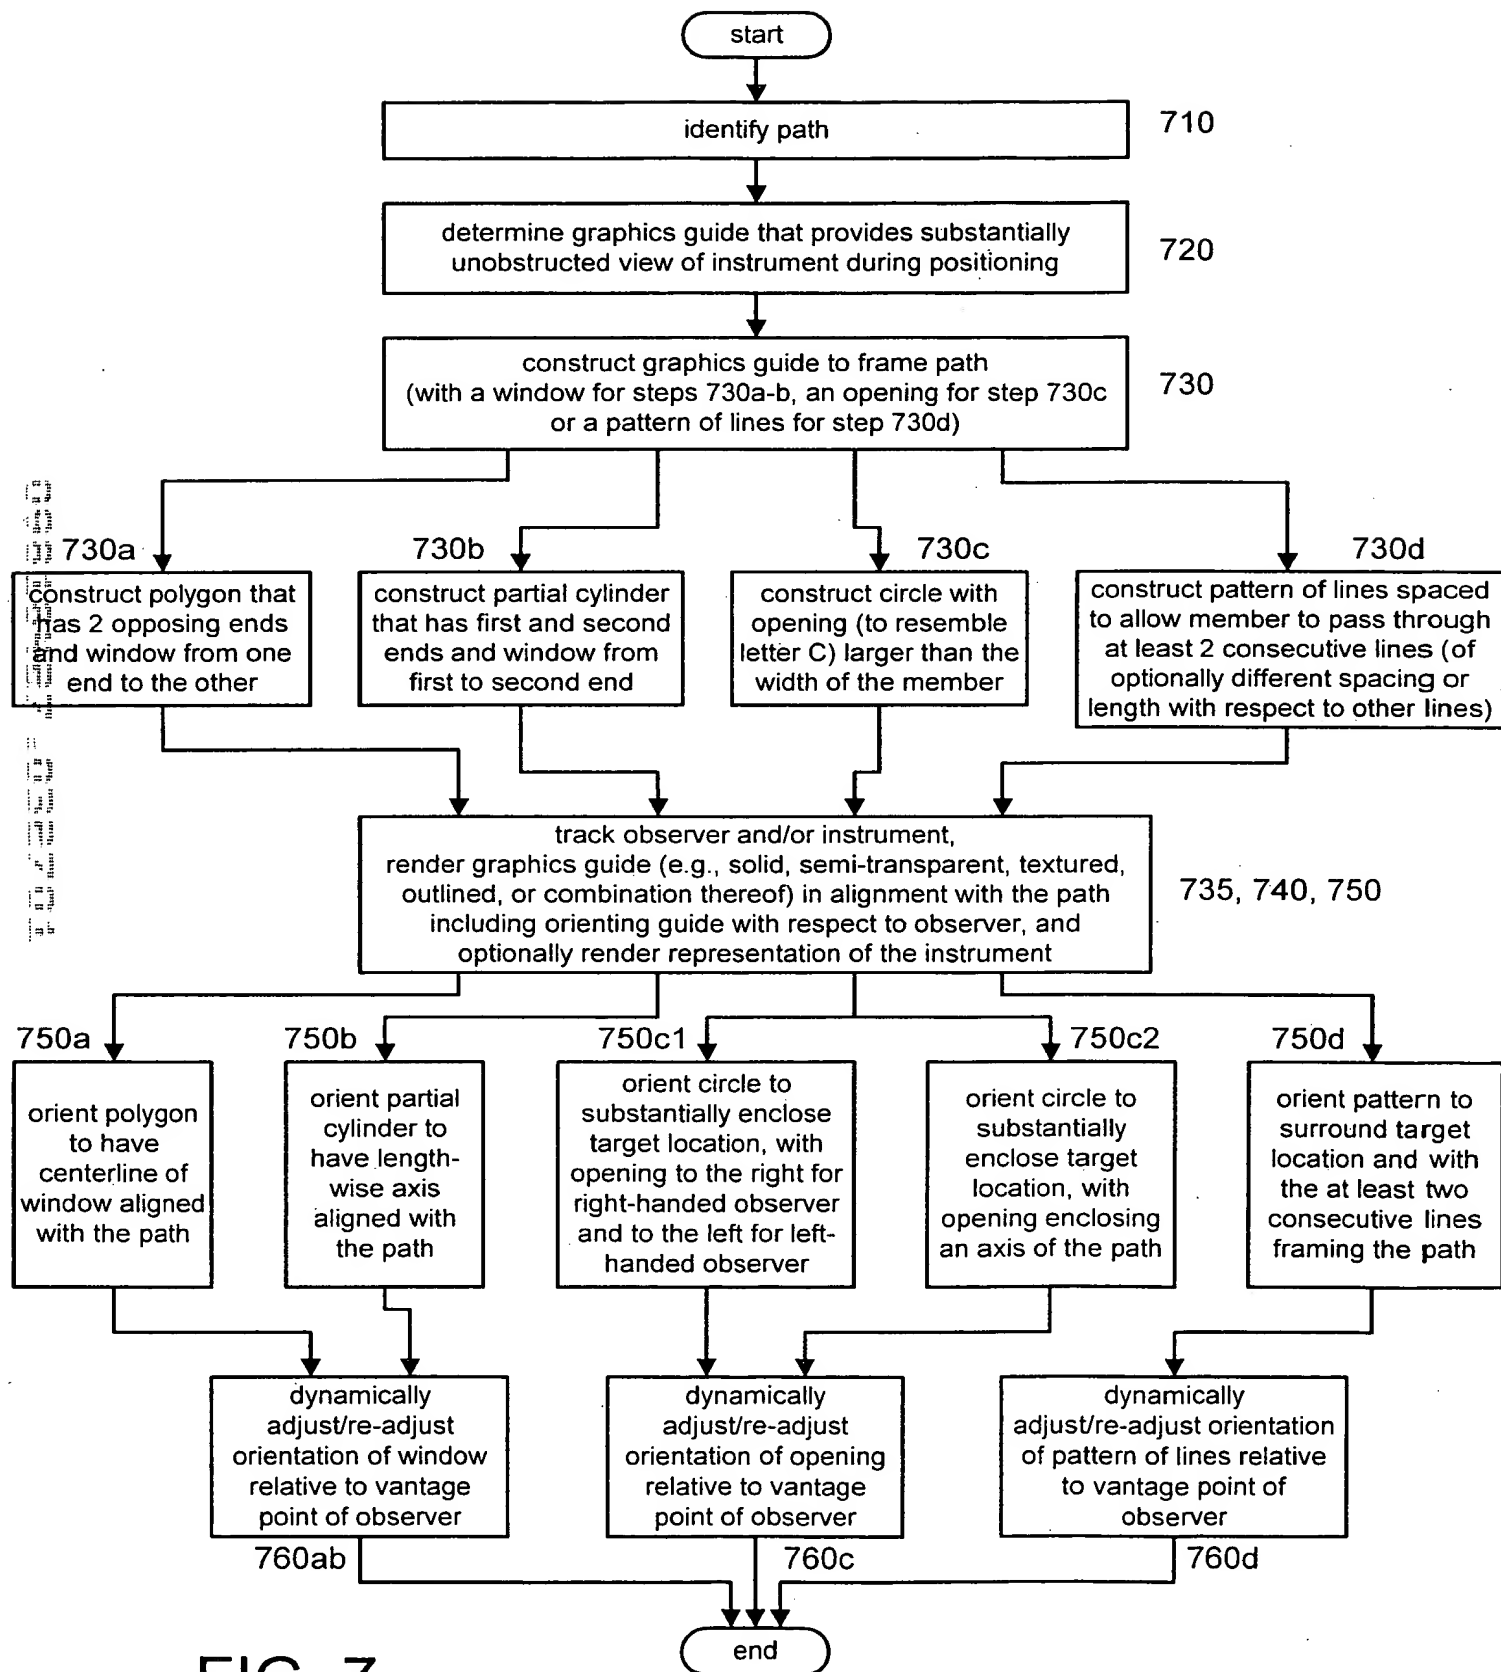 start
identify path
710
determine graphics guide that provides substantially
unobstructed view of instrument during positioning
720
construct graphics guide to frame path
(with a window for steps 730a-b, an opening for step 730c
or a pattern of lines for step 730d)
730
730a
construct polygon that
has 2 opposing ends
and window from one
end to the other
730b
construct partial cylinder
that has first and second
ends and window from
first to second end
730c
construct circle with
opening (to resemble
letter C) larger than the
width of the member
730d
construct pattern of lines spaced
to allow member to pass through
at least 2 consecutive lines (of
optionally different spacing or
length with respect to other lines)
track observer and/or instrument,
render graphics guide (e.g., solid, semi-transparent, textured,
outlined, or combination thereof) in alignment with the path
including orienting guide with respect to observer, and
optionally render representation of the instrument
735, 740, 750
750a
orient polygon
to have
centerline of
window aligned
with the path
750b
orient partial
cylinder to
have length-
wise axis
aligned with
the path
750c1
orient circle to
substantially enclose
target location, with
opening to the right for
right-handed observer
and to the left for left-
handed observer
750c2
orient circle to
substantially
enclose target
location, with
opening enclosing
an axis of the path
750d
orient pattern to
surround target
location and with
the at least two
consecutive lines
framing the path
dynamically
adjust/re-adjust
orientation of window
relative to vantage
point of observer
760ab
dynamically
adjust/re-adjust
orientation of opening
relative to vantage
point of observer
760c
dynamically
adjust/re-adjust orientation
of pattern of lines relative
to vantage point of
observer
760d
end
FIG. 7